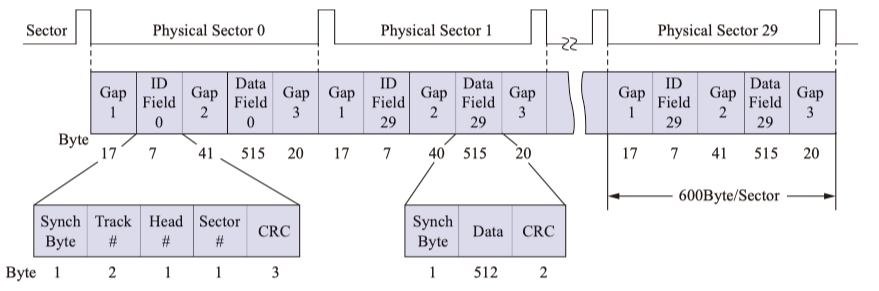 Sector
Physical Sector 0
Physical Sector 1
Physical Sector 29
Gap 1
ID Field 0
Gap 2
Data Field 0
Gap 3
Gap 1
ID Field 29
Gap 2
Data Field 29
Gap 3
Gap 1
ID Field 29
Gap 2
Data Field 29
Gap 3
Byte
17 7 41 515 20 17 7 40 515 20 17 7 41 515 20
600Byte/Sector
Synch Byte
Track #
Head #
Sector #
CRC
Synch Byte
Data
CRC
Byte 1 2 1 1 3 1 512 2